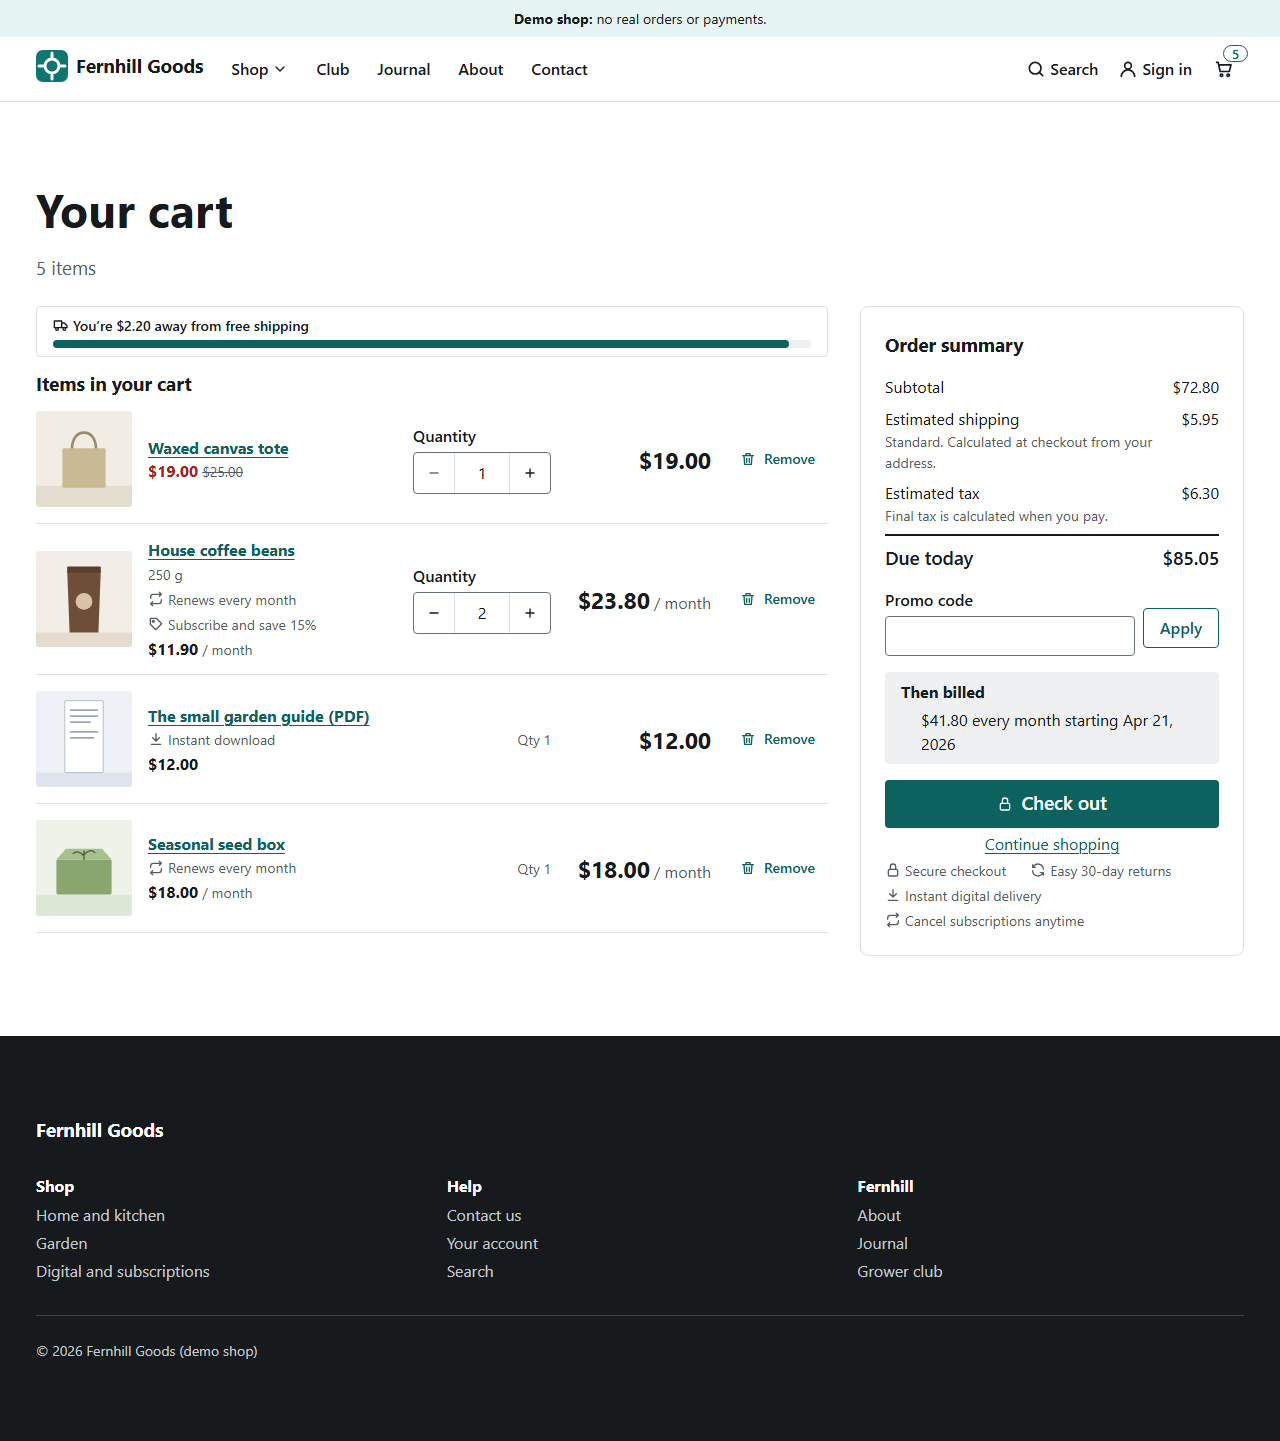 Demo shop: no real orders or payments.
Fernhill Goods
Shop
Club
Journal
About
Contact
Search
Sign in
5
Your cart
5 items
You're $2.20 away from free shipping
Items in your cart
Waxed canvas tote
$19.00 $25.00
Quantity
− 1 +
$19.00
Remove
House coffee beans
250 g
Renews every month
Subscribe and save 15%
$11.90 / month
Quantity
− 2 +
$23.80 / month
Remove
The small garden guide (PDF)
Instant download
$12.00
Qty 1
$12.00
Remove
Seasonal seed box
Renews every month
$18.00 / month
Qty 1
$18.00 / month
Remove
Order summary
Subtotal $72.80
Estimated shipping $5.95
Standard. Calculated at checkout from your
address.
Estimated tax $6.30
Final tax is calculated when you pay.
Due today $85.05
Promo code
Apply
Then billed
$41.80 every month starting Apr 21,
2026
Check out
Continue shopping
Secure checkout
Easy 30-day returns
Instant digital delivery
Cancel subscriptions anytime
Fernhill Goods
Shop
Home and kitchen
Garden
Digital and subscriptions
Help
Contact us
Your account
Search
Fernhill
About
Journal
Grower club
© 2026 Fernhill Goods (demo shop)